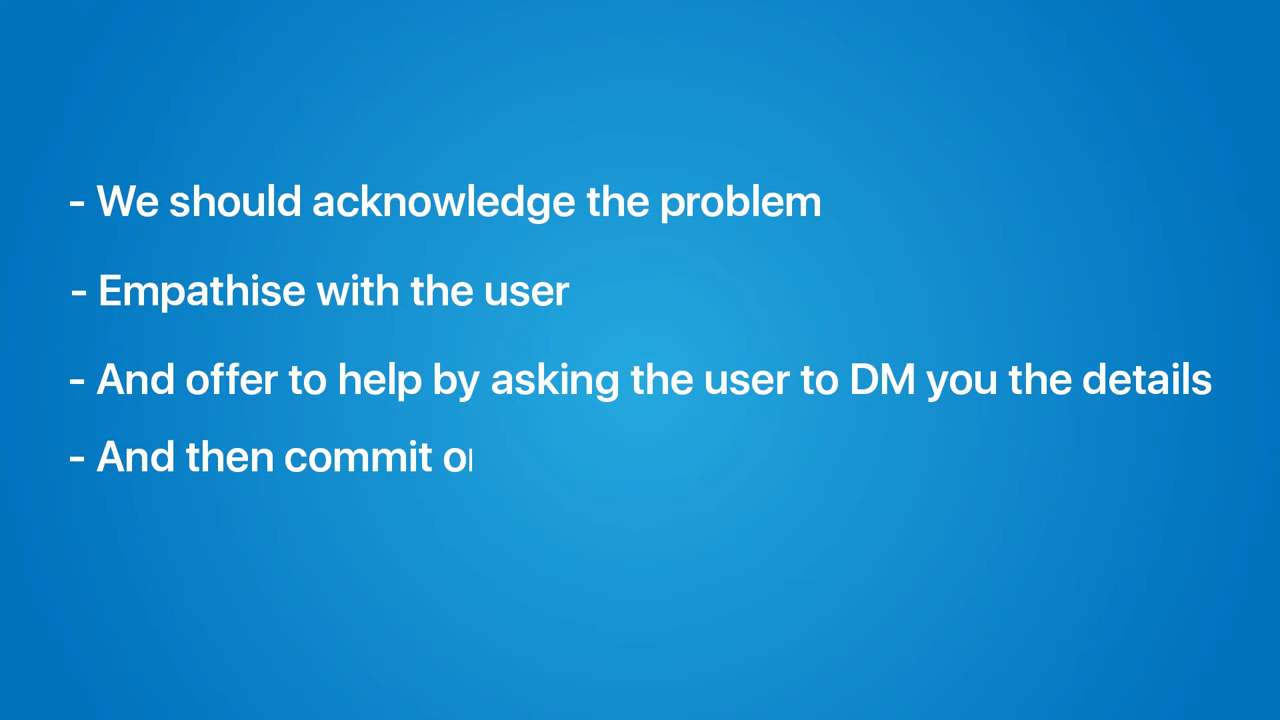 - We should acknowledge the problem
- Empathise with the user
- And offer to help by asking the user to DM you the details
- And then commit